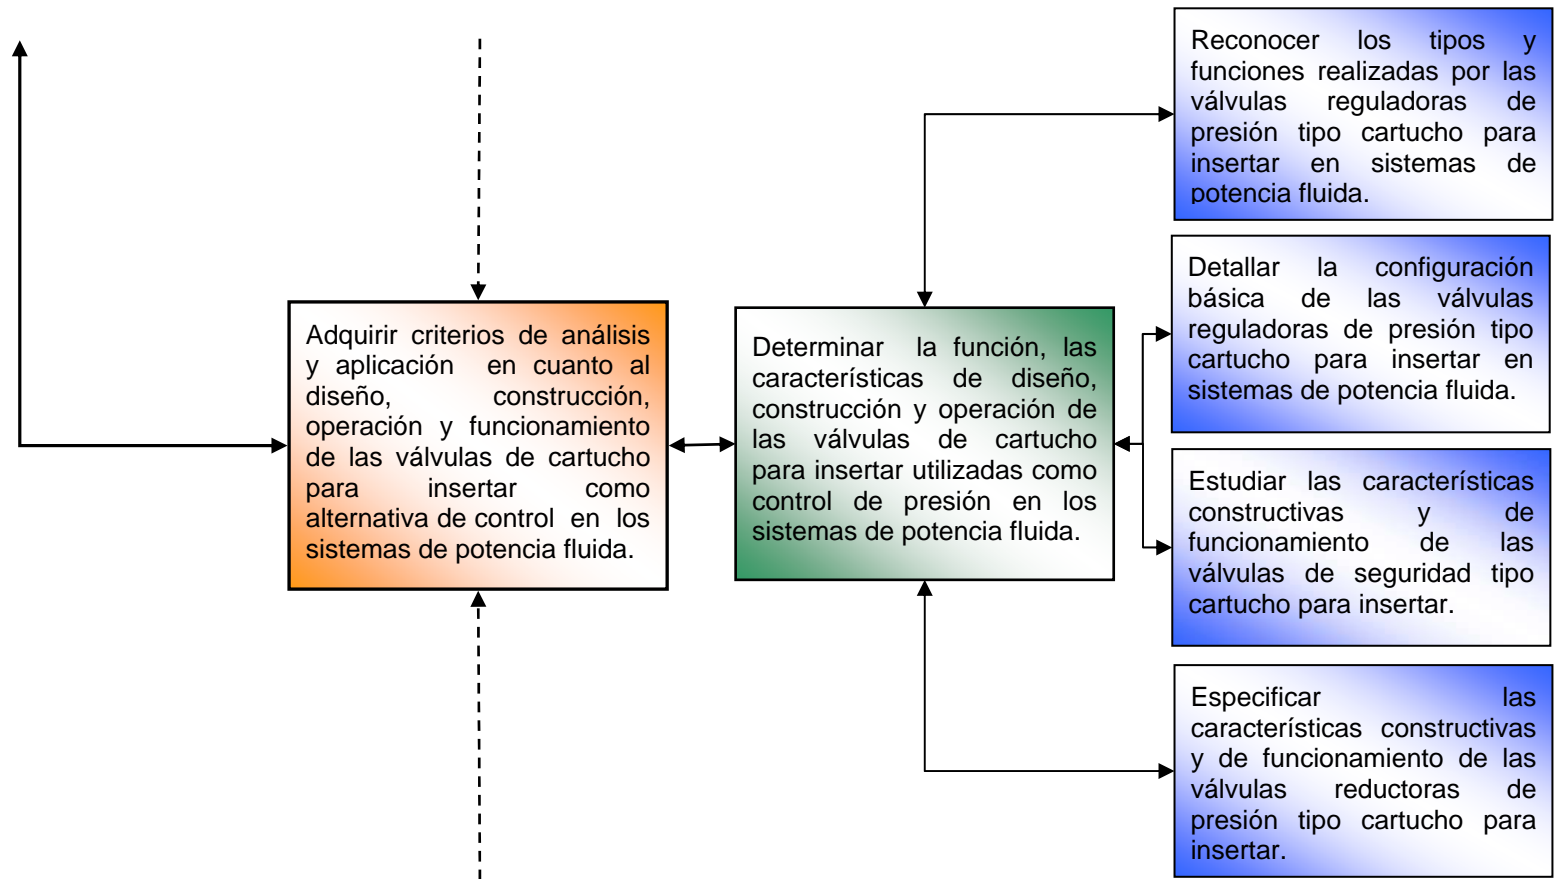 Adquirir criterios de análisis
y aplicación en cuanto al
diseño, construcción,
operación y funcionamiento
de las válvulas de cartucho
para insertar como
alternativa de control en los
sistemas de potencia fluida.
Determinar la función, las
características de diseño,
construcción y operación de
las válvulas de cartucho
para insertar utilizadas como
control de presión en los
sistemas de potencia fluida.
Reconocer los tipos y
funciones realizadas por las
válvulas reguladoras de
presión tipo cartucho para
insertar en sistemas de
potencia fluida.
Detallar la configuración
básica de las válvulas
reguladoras de presión tipo
cartucho para insertar en
sistemas de potencia fluida.
Estudiar las características
constructivas y de
funcionamiento de las
válvulas de seguridad tipo
cartucho para insertar.
Especificar las
características constructivas
y de funcionamiento de las
válvulas reductoras de
presión tipo cartucho para
insertar.